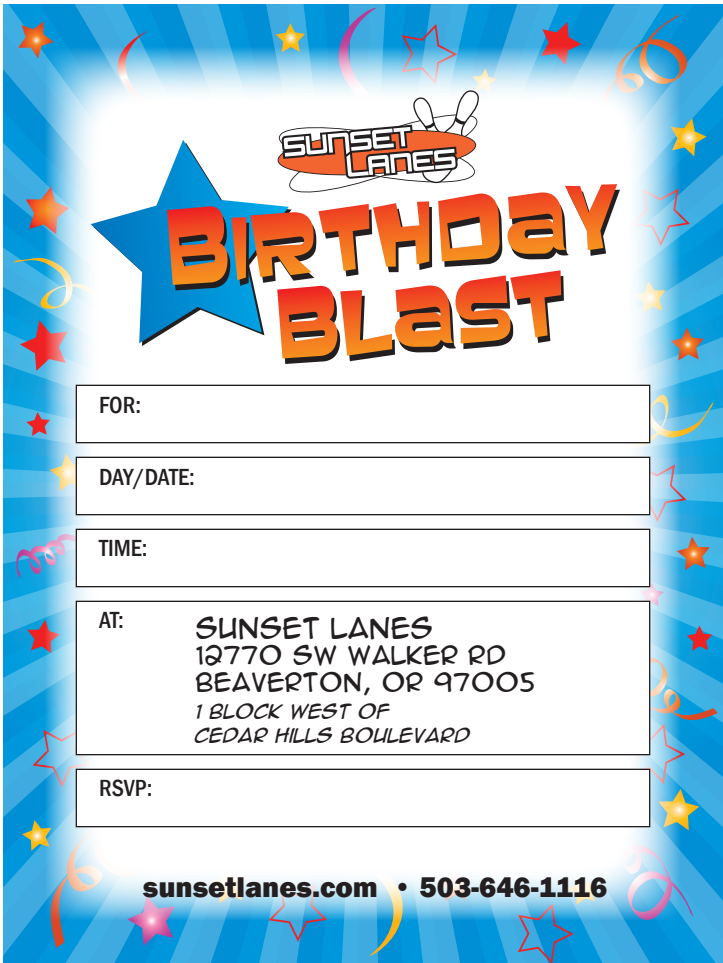 SUNSET
LANES
BIRTHDAY
BLAST
FOR:
DAY/DATE:
TIME:
AT:
SUNSET LANES
12770 SW WALKER RD
BEAVERTON, OR 97005
1 BLOCK WEST OF
CEDAR HILLS BOULEVARD
RSVP:
sunsetlanes.com • 503-646-1116